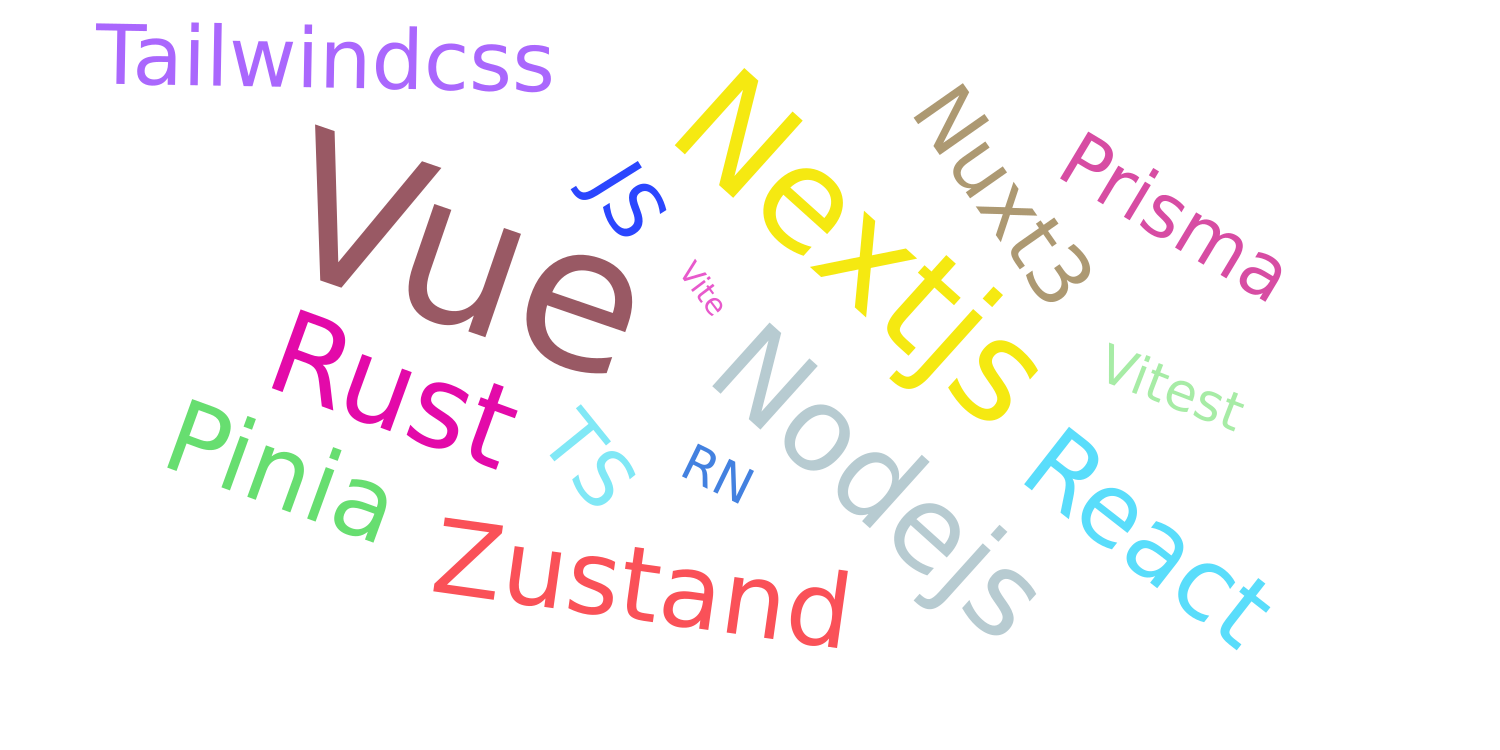 Tailwindcss
Vue
JS
Nextjs
Nuxt3
Prisma
Vite
Rust
Nodejs
Vitest
Pinia
TS
RN
React
Zustand